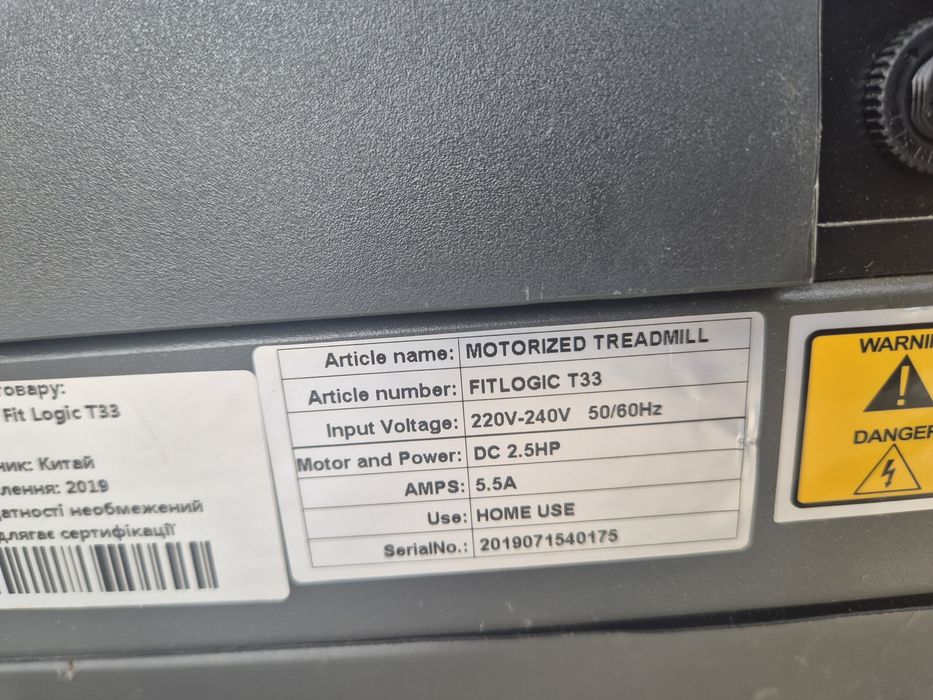 товару:
Fit Logic T33
ник: Китай
лення: 2019
датності необмежений
длягає сертифікації
Article name: MOTORIZED TREADMILL
Article number: FITLOGIC T33
Input Voltage: 220V-240V 50/60Hz
Motor and Power: DC 2.5HP
AMPS: 5.5A
Use: HOME USE
SerialNo.: 2019071540175
WARNIN
DANGER